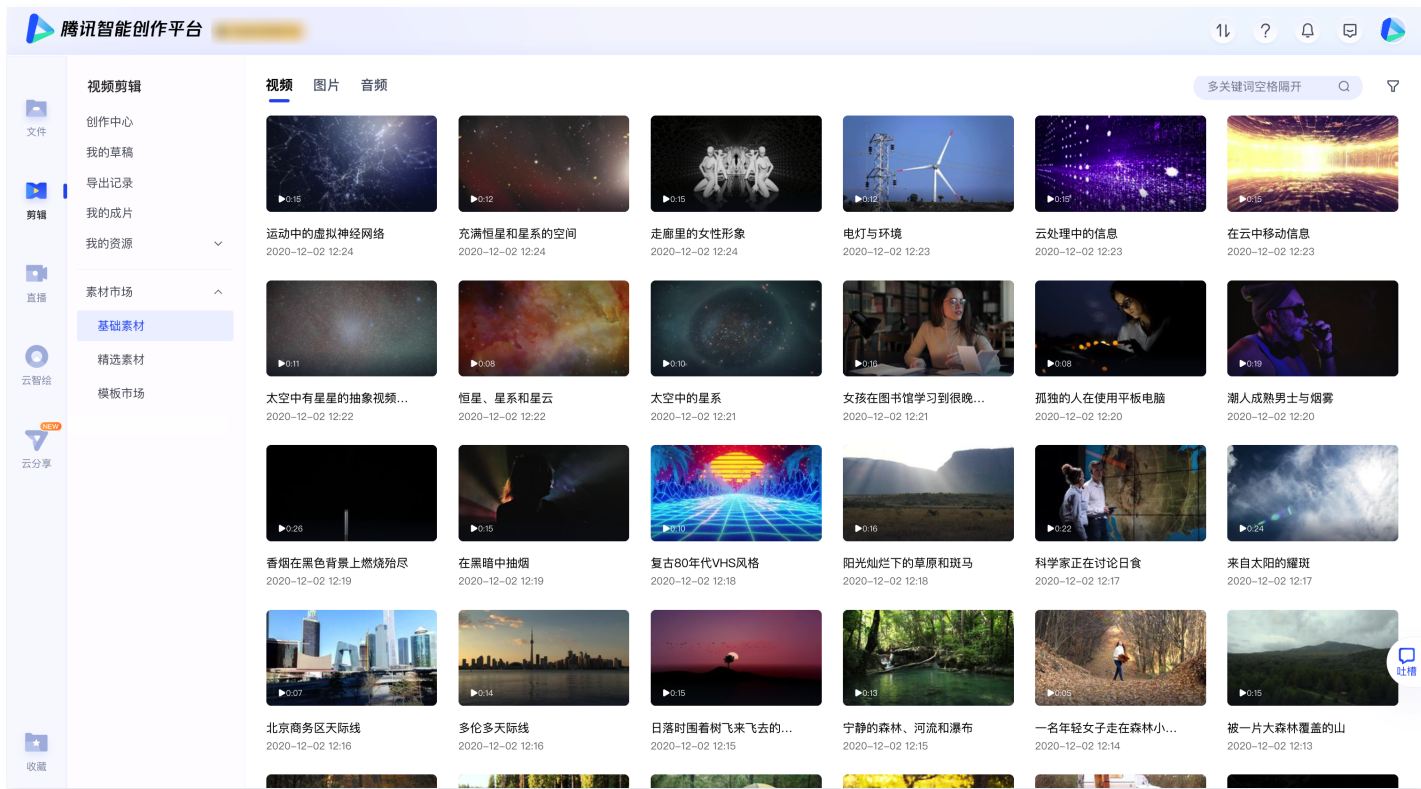 腾讯智能创作平台
文件
剪辑
直播
云智绘
NEW
云分享
收藏
视频剪辑
创作中心
我的草稿
导出记录
我的成片
我的资源
素材市场
基础素材
精选素材
模板市场
视频 图片 音频
多关键词空格隔开
0:15 0:12 0:15 0:12 0:15 0:15
运动中的虚拟神经网络 充满恒星和星系的空间 走廊里的女性形象 电灯与环境 云处理中的信息 在云中移动信息
2020-12-02 12:24 2020-12-02 12:24 2020-12-02 12:24 2020-12-02 12:23 2020-12-02 12:23 2020-12-02 12:23
0:11 0:08 0:10 0:16 0:08 0:19
太空中有星星的抽象视频... 恒星、星系和星云 太空中的星系 女孩在图书馆学习到很晚... 孤独的人在使用平板电脑 潮人成熟男士与烟雾
2020-12-02 12:22 2020-12-02 12:22 2020-12-02 12:21 2020-12-02 12:21 2020-12-02 12:20 2020-12-02 12:20
0:26 0:15 0:10 0:16 0:22 0:24
香烟在黑色背景上燃烧殆尽 在黑暗中抽烟 复古80年代VHS风格 阳光灿烂下的草原和斑马 科学家正在讨论日食 来自太阳的耀斑
2020-12-02 12:19 2020-12-02 12:19 2020-12-02 12:18 2020-12-02 12:18 2020-12-02 12:17 2020-12-02 12:17
0:07 0:14 0:15 0:13 0:05 0:15
北京商务区天际线 多伦多天际线 日落时围着树飞来飞去的... 宁静的森林、河流和瀑布 一名年轻女子走在森林小... 被一片大森林覆盖的山
2020-12-02 12:16 2020-12-02 12:16 2020-12-02 12:15 2020-12-02 12:15 2020-12-02 12:14 2020-12-02 12:13
吐槽